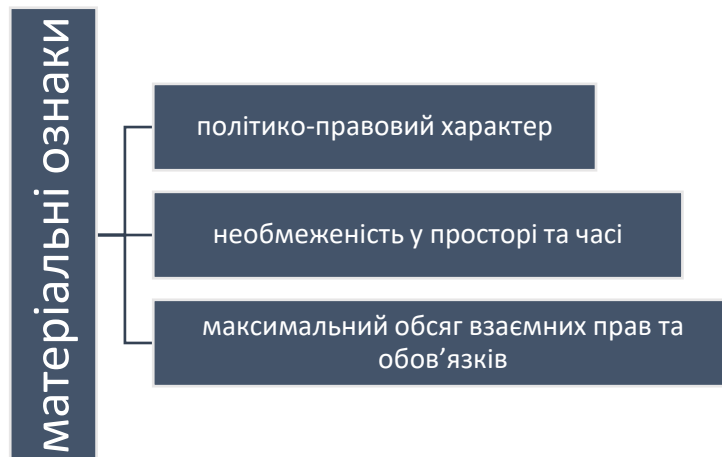 матеріальні ознаки
політико-правовий характер
необмеженість у просторі та часі
максимальний обсяг взаємних прав та
обов’язків